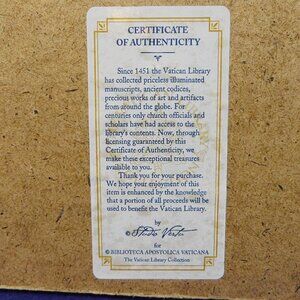 CERTIFICATE
OF AUTHENTICITY
Since 1451 the Vatican Library
has collected priceless illuminated
manuscripts, ancient codices,
precious works of art and artifacts
from around the globe. For
centuries only church officials and
scholars have had access to the
library's contents. Now, through
licensing guaranteed by this
Certificate of Authenticity, we
make these exceptional treasures
available to you.
Thank you for your purchase.
We hope your enjoyment of this
item is enhanced by the knowledge
that a portion of all proceeds will be
used to benefit the Vatican Library.
by
© Studio Vertu
for
© BIBLIOTECA APOSTOLICA VATICANA
The Vatican Library Collection